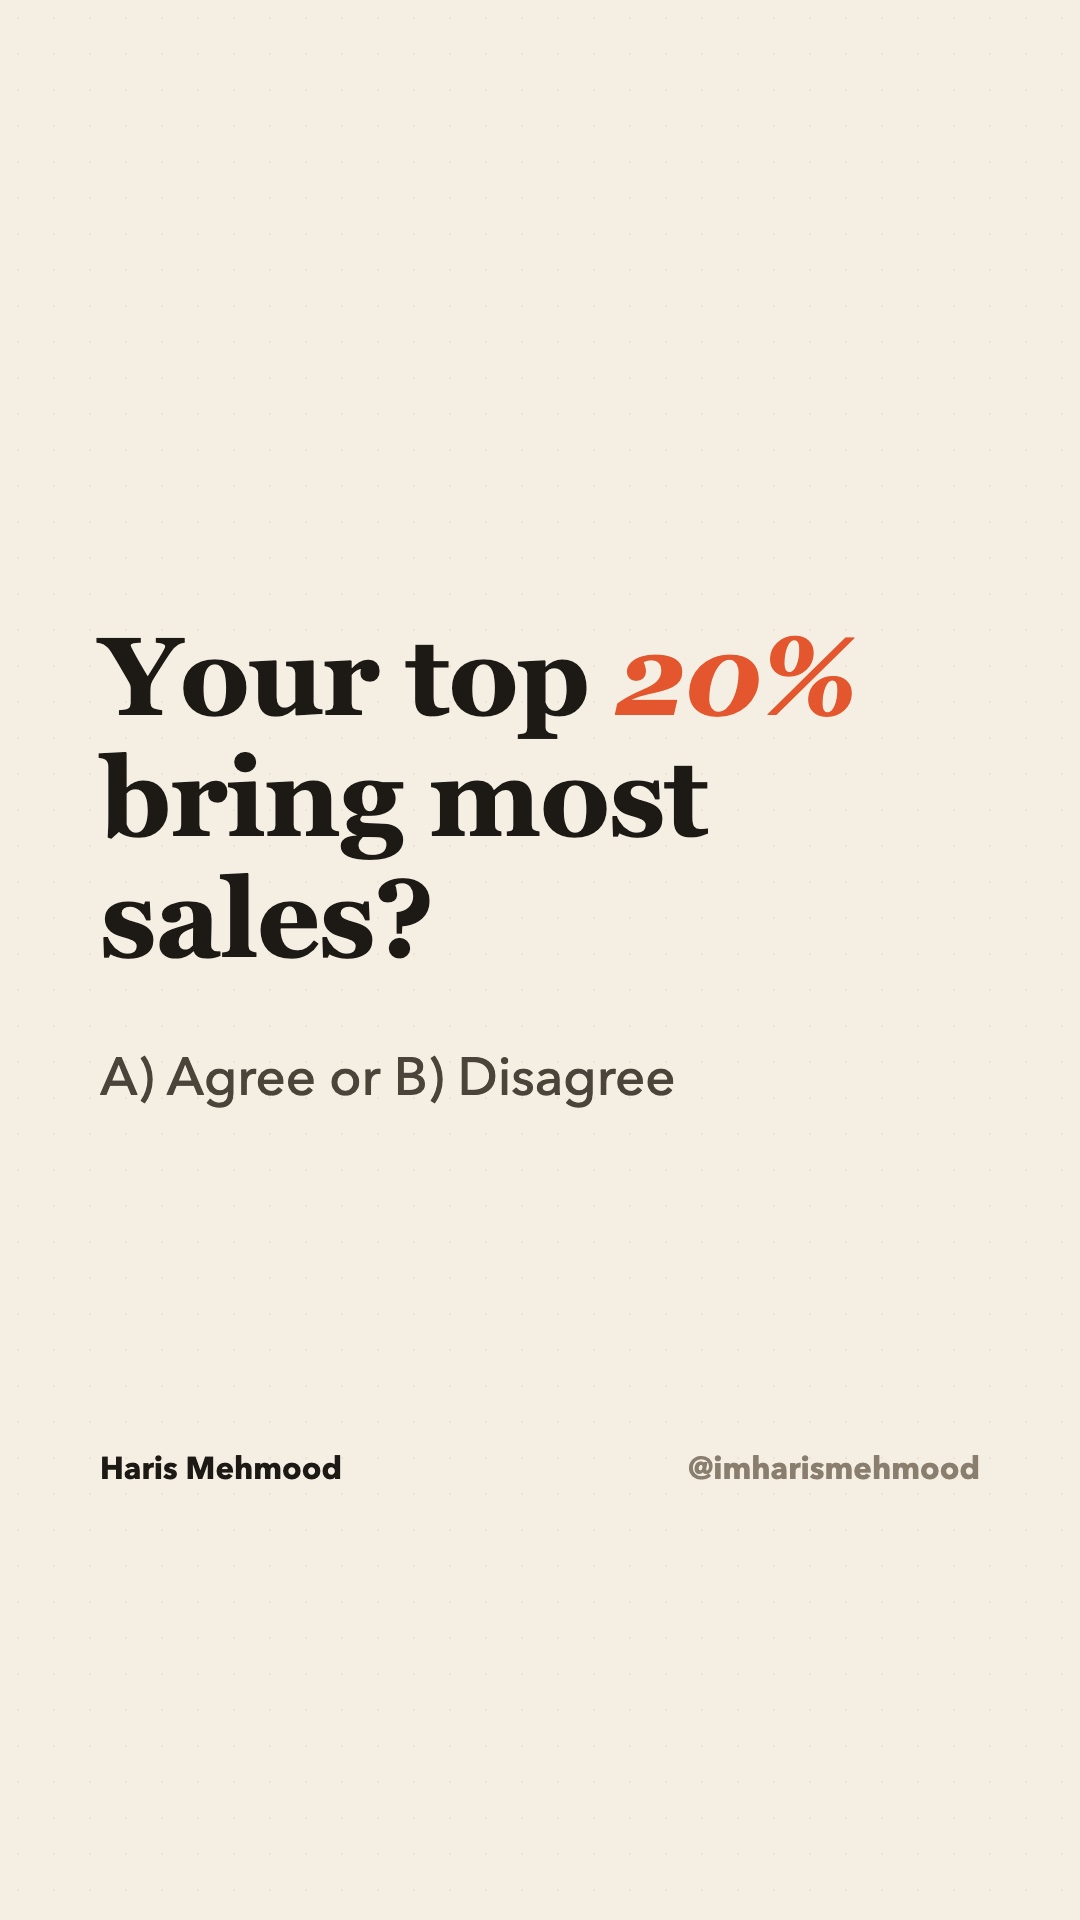 Your top 20%
bring most
sales?
A) Agree or B) Disagree
Haris Mehmood
@imharismehmood